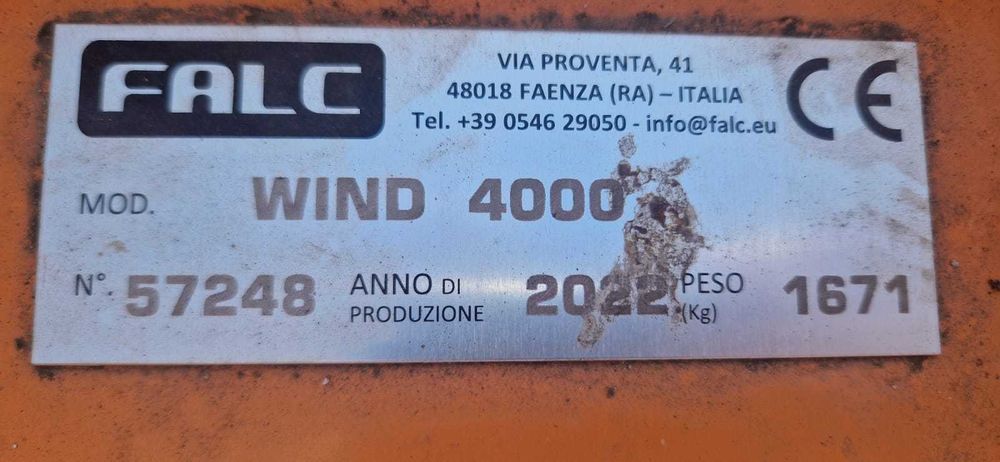 FALC
VIA PROVENTA, 41
48018 FAENZA (RA) – ITALIA
Tel. +39 0546 29050 - info@falc.eu
CE
MOD. WIND 4000
N°. 57248 ANNO DI PRODUZIONE 2022 PESO (Kg) 1671